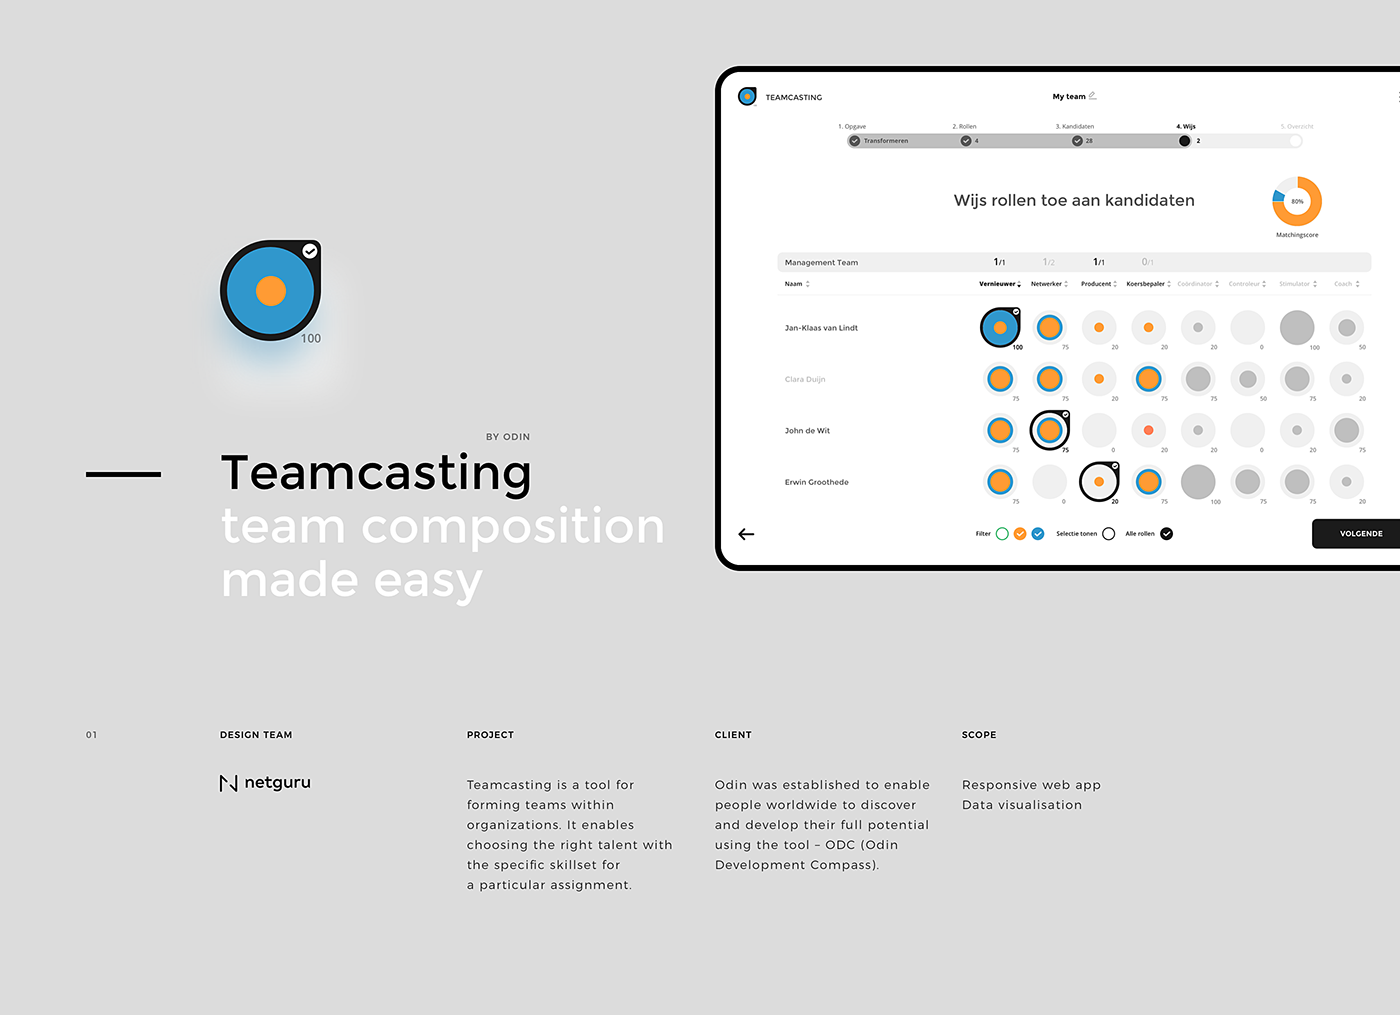 100
BY ODIN
Teamcasting
team composition
made easy
TEAMCASTING
My team
1. Opgave 2. Rollen 3. Kandidaten 4. Wijs 5. Overzicht
Transformeren 4 28 2
Wijs rollen toe aan kandidaten
80%
Matchingscore
Management Team 1/1 1/2 1/1 0/1
Naam Vernieuwer Netwerker Producent Koersbepaler Coördinator Controleur Stimulator Coach
Jan-Klaas van Lindt
100 75 20 20 20 0 100 50
Clara Duijn
75 75 20 75 75 50 75 20
John de Wit
75 75 0 20 20 0 20 75
Erwin Groothede
75 0 20 75 100 75 75 20
Filter Selectie tonen Alle rollen
VOLGENDE
01
DESIGN TEAM
netguru
PROJECT
Teamcasting is a tool for
forming teams within
organizations. It enables
choosing the right talent with
the specific skillset for
a particular assignment.
CLIENT
Odin was established to enable
people worldwide to discover
and develop their full potential
using the tool – ODC (Odin
Development Compass).
SCOPE
Responsive web app
Data visualisation